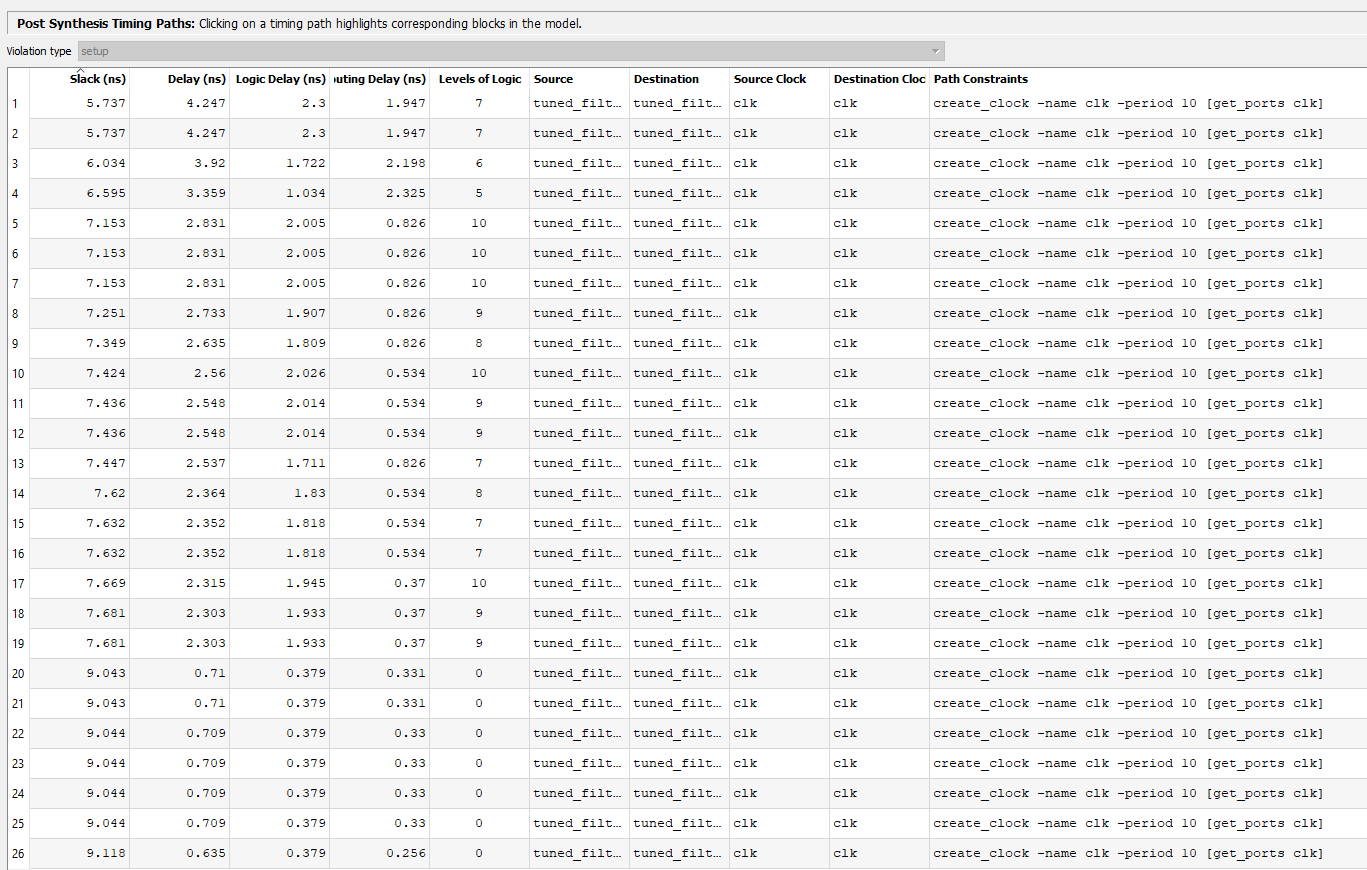 Post Synthesis Timing Paths: Clicking on a timing path highlights corresponding blocks in the model.
Violation type setup
Slack (ns) Delay (ns) Logic Delay (ns) uting Delay (ns) Levels of Logic Source Destination Source Clock Destination Cloc Path Constraints
1 5.737 4.247 2.3 1.947 7 tuned_filt… tuned_filt… clk clk create_clock -name clk -period 10 [get_ports clk]
2 5.737 4.247 2.3 1.947 7 tuned_filt… tuned_filt… clk clk create_clock -name clk -period 10 [get_ports clk]
3 6.034 3.92 1.722 2.198 6 tuned_filt… tuned_filt… clk clk create_clock -name clk -period 10 [get_ports clk]
4 6.595 3.359 1.034 2.325 5 tuned_filt… tuned_filt… clk clk create_clock -name clk -period 10 [get_ports clk]
5 7.153 2.831 2.005 0.826 10 tuned_filt… tuned_filt… clk clk create_clock -name clk -period 10 [get_ports clk]
6 7.153 2.831 2.005 0.826 10 tuned_filt… tuned_filt… clk clk create_clock -name clk -period 10 [get_ports clk]
7 7.153 2.831 2.005 0.826 10 tuned_filt… tuned_filt… clk clk create_clock -name clk -period 10 [get_ports clk]
8 7.251 2.733 1.907 0.826 9 tuned_filt… tuned_filt… clk clk create_clock -name clk -period 10 [get_ports clk]
9 7.349 2.635 1.809 0.826 8 tuned_filt… tuned_filt… clk clk create_clock -name clk -period 10 [get_ports clk]
10 7.424 2.56 2.026 0.534 10 tuned_filt… tuned_filt… clk clk create_clock -name clk -period 10 [get_ports clk]
11 7.436 2.548 2.014 0.534 9 tuned_filt… tuned_filt… clk clk create_clock -name clk -period 10 [get_ports clk]
12 7.436 2.548 2.014 0.534 9 tuned_filt… tuned_filt… clk clk create_clock -name clk -period 10 [get_ports clk]
13 7.447 2.537 1.711 0.826 7 tuned_filt… tuned_filt… clk clk create_clock -name clk -period 10 [get_ports clk]
14 7.62 2.364 1.83 0.534 8 tuned_filt… tuned_filt… clk clk create_clock -name clk -period 10 [get_ports clk]
15 7.632 2.352 1.818 0.534 7 tuned_filt… tuned_filt… clk clk create_clock -name clk -period 10 [get_ports clk]
16 7.632 2.352 1.818 0.534 7 tuned_filt… tuned_filt… clk clk create_clock -name clk -period 10 [get_ports clk]
17 7.669 2.315 1.945 0.37 10 tuned_filt… tuned_filt… clk clk create_clock -name clk -period 10 [get_ports clk]
18 7.681 2.303 1.933 0.37 9 tuned_filt… tuned_filt… clk clk create_clock -name clk -period 10 [get_ports clk]
19 7.681 2.303 1.933 0.37 9 tuned_filt… tuned_filt… clk clk create_clock -name clk -period 10 [get_ports clk]
20 9.043 0.71 0.379 0.331 0 tuned_filt… tuned_filt… clk clk create_clock -name clk -period 10 [get_ports clk]
21 9.043 0.71 0.379 0.331 0 tuned_filt… tuned_filt… clk clk create_clock -name clk -period 10 [get_ports clk]
22 9.044 0.709 0.379 0.33 0 tuned_filt… tuned_filt… clk clk create_clock -name clk -period 10 [get_ports clk]
23 9.044 0.709 0.379 0.33 0 tuned_filt… tuned_filt… clk clk create_clock -name clk -period 10 [get_ports clk]
24 9.044 0.709 0.379 0.33 0 tuned_filt… tuned_filt… clk clk create_clock -name clk -period 10 [get_ports clk]
25 9.044 0.709 0.379 0.33 0 tuned_filt… tuned_filt… clk clk create_clock -name clk -period 10 [get_ports clk]
26 9.118 0.635 0.379 0.256 0 tuned_filt… tuned_filt… clk clk create_clock -name clk -period 10 [get_ports clk]